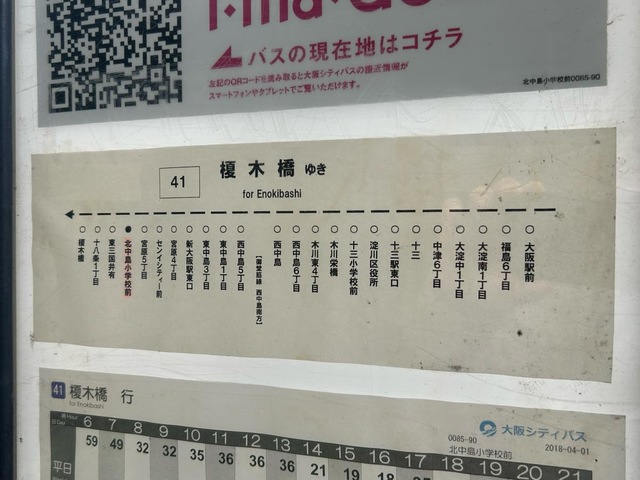 バスの現在地はコチラ
左記のQRコードを読み取ると大阪シティバスの接近情報が
スマートフォンやタブレットでご覧いただけます。
北中島小学校前0085-90
41
榎木橋 ゆき
for Enokibashi
榎木橋
十八条1丁目
東三国井有
北中島小学校前
宮原5丁目
センイシティー前
宮原4丁目
新大阪駅東口
東中島3丁目
東中島1丁目
西中島5丁目
【御堂筋線 西中島南方】
西中島
西中島6丁目
木川東4丁目
木川栄橋
十三小学校前
淀川区役所
十三駅東口
十三
中津6丁目
大淀中1丁目
大淀南1丁目
福島6丁目
大阪駅前
41 榎木橋 行
for Enokibashi
0085-90
北中島小学校前
大阪シティバス
2018-04-01
6 7 8 9 10 11 12 13 14 15 16 17 18 19 20 21
平日 59 49 32 32 35 36 36 36 21 19 18